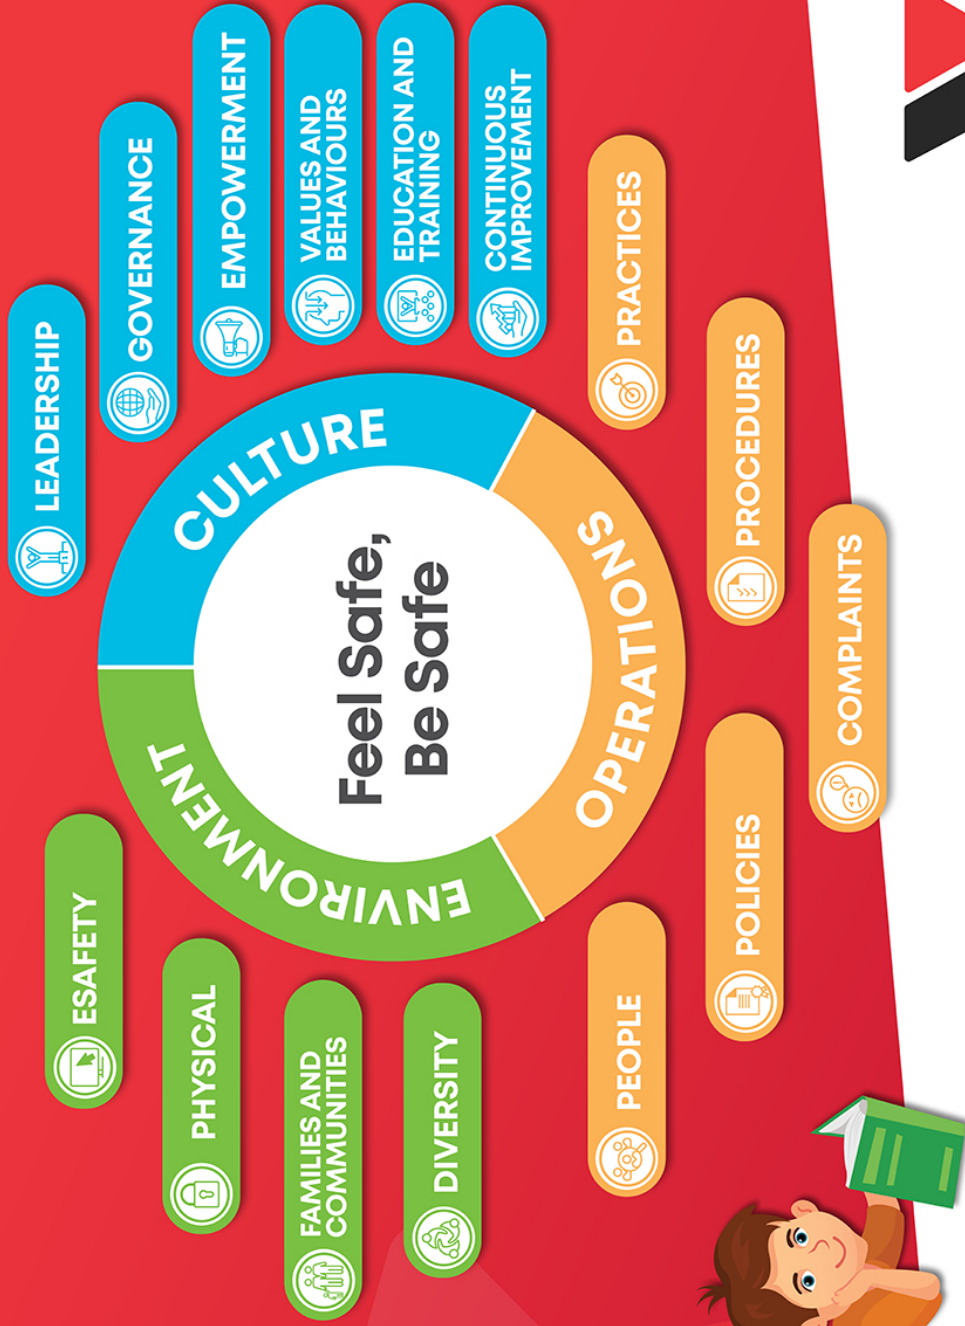 Feel Safe,
Be Safe
CULTURE
LEADERSHIP
GOVERNANCE
EMPOWERMENT
VALUES AND
BEHAVIOURS
EDUCATION AND
TRAINING
CONTINUOUS
IMPROVEMENT
OPERATIONS
PRACTICES
PROCEDURES
COMPLAINTS
POLICIES
PEOPLE
ENVIRONMENT
ESAFETY
PHYSICAL
FAMILIES AND
COMMUNITIES
DIVERSITY